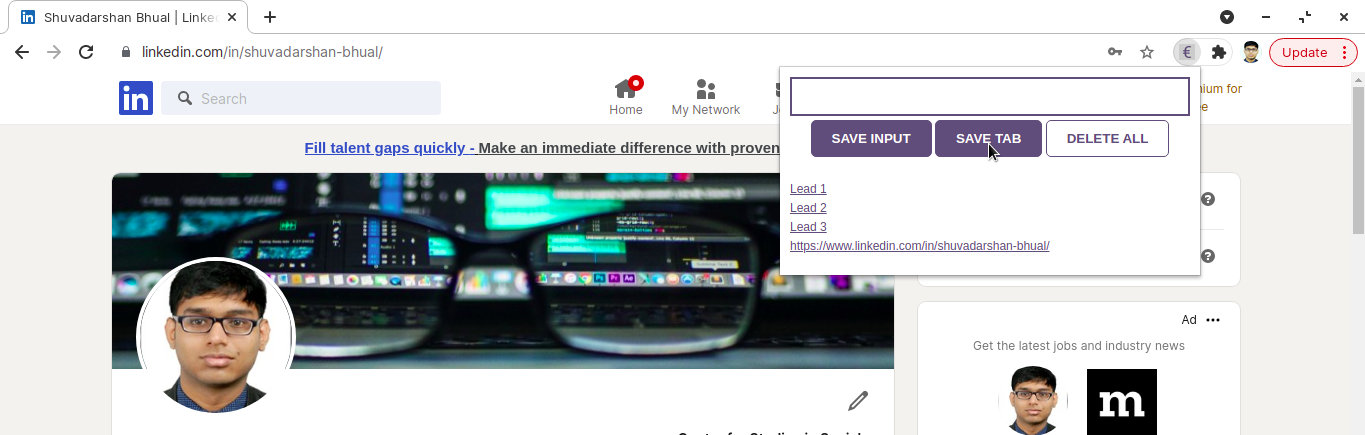 Shuvadarshan Bhual | Linke
linkedin.com/in/shuvadarshan-bhual/
€
Update
in
Search
Home
My Network
SAVE INPUT
SAVE TAB
DELETE ALL
Fill talent gaps quickly - Make an immediate difference with proven
Lead 1
Lead 2
Lead 3
https://www.linkedin.com/in/shuvadarshan-bhual/
Ad
Get the latest jobs and industry news
m